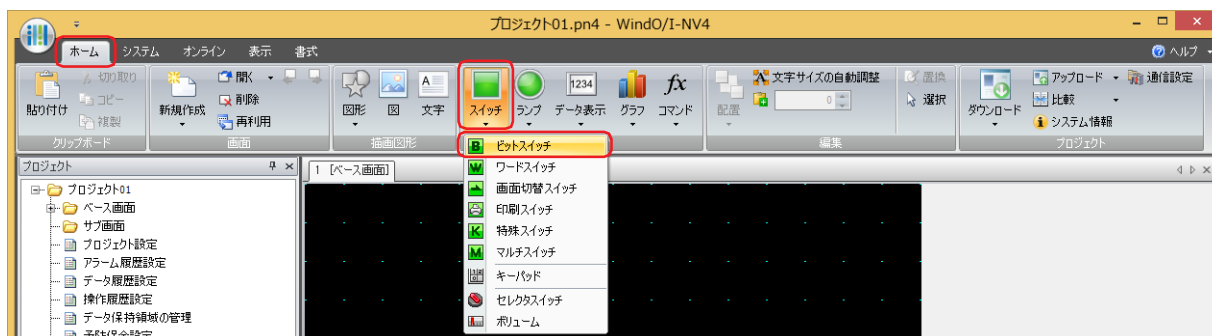 プロジェクト01.pn4 - WindO/I-NV4
ホーム システム オンライン 表示 書式 ヘルプ
貼り付け
切り取り
コピー
複製
クリップボード
新規作成
開く
削除
再利用
画面
図形 図 文字
描画図形
スイッチ ランプ 1234 データ表示 グラフ fx コマンド
配置
文字サイズの自動調整
0
置換
選択
編集
ダウンロード
アップロード
比較
システム情報
通信設定
プロジェクト
B ビットスイッチ
W ワードスイッチ
画面切替スイッチ
印刷スイッチ
K 特殊スイッチ
M マルチスイッチ
キーパッド
セレクタスイッチ
ボリューム
プロジェクト
1 [ベース画面]
プロジェクト01
ベース画面
サブ画面
プロジェクト設定
アラーム履歴設定
データ履歴設定
操作履歴設定
データ保持領域の管理
予防保全設定